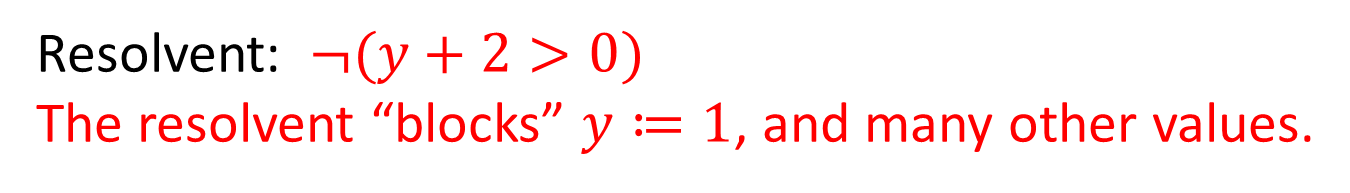 Resolvent: ¬(𝑦 + 2 > 0)
The resolvent “blocks” 𝑦 ≔ 1, and many other values.